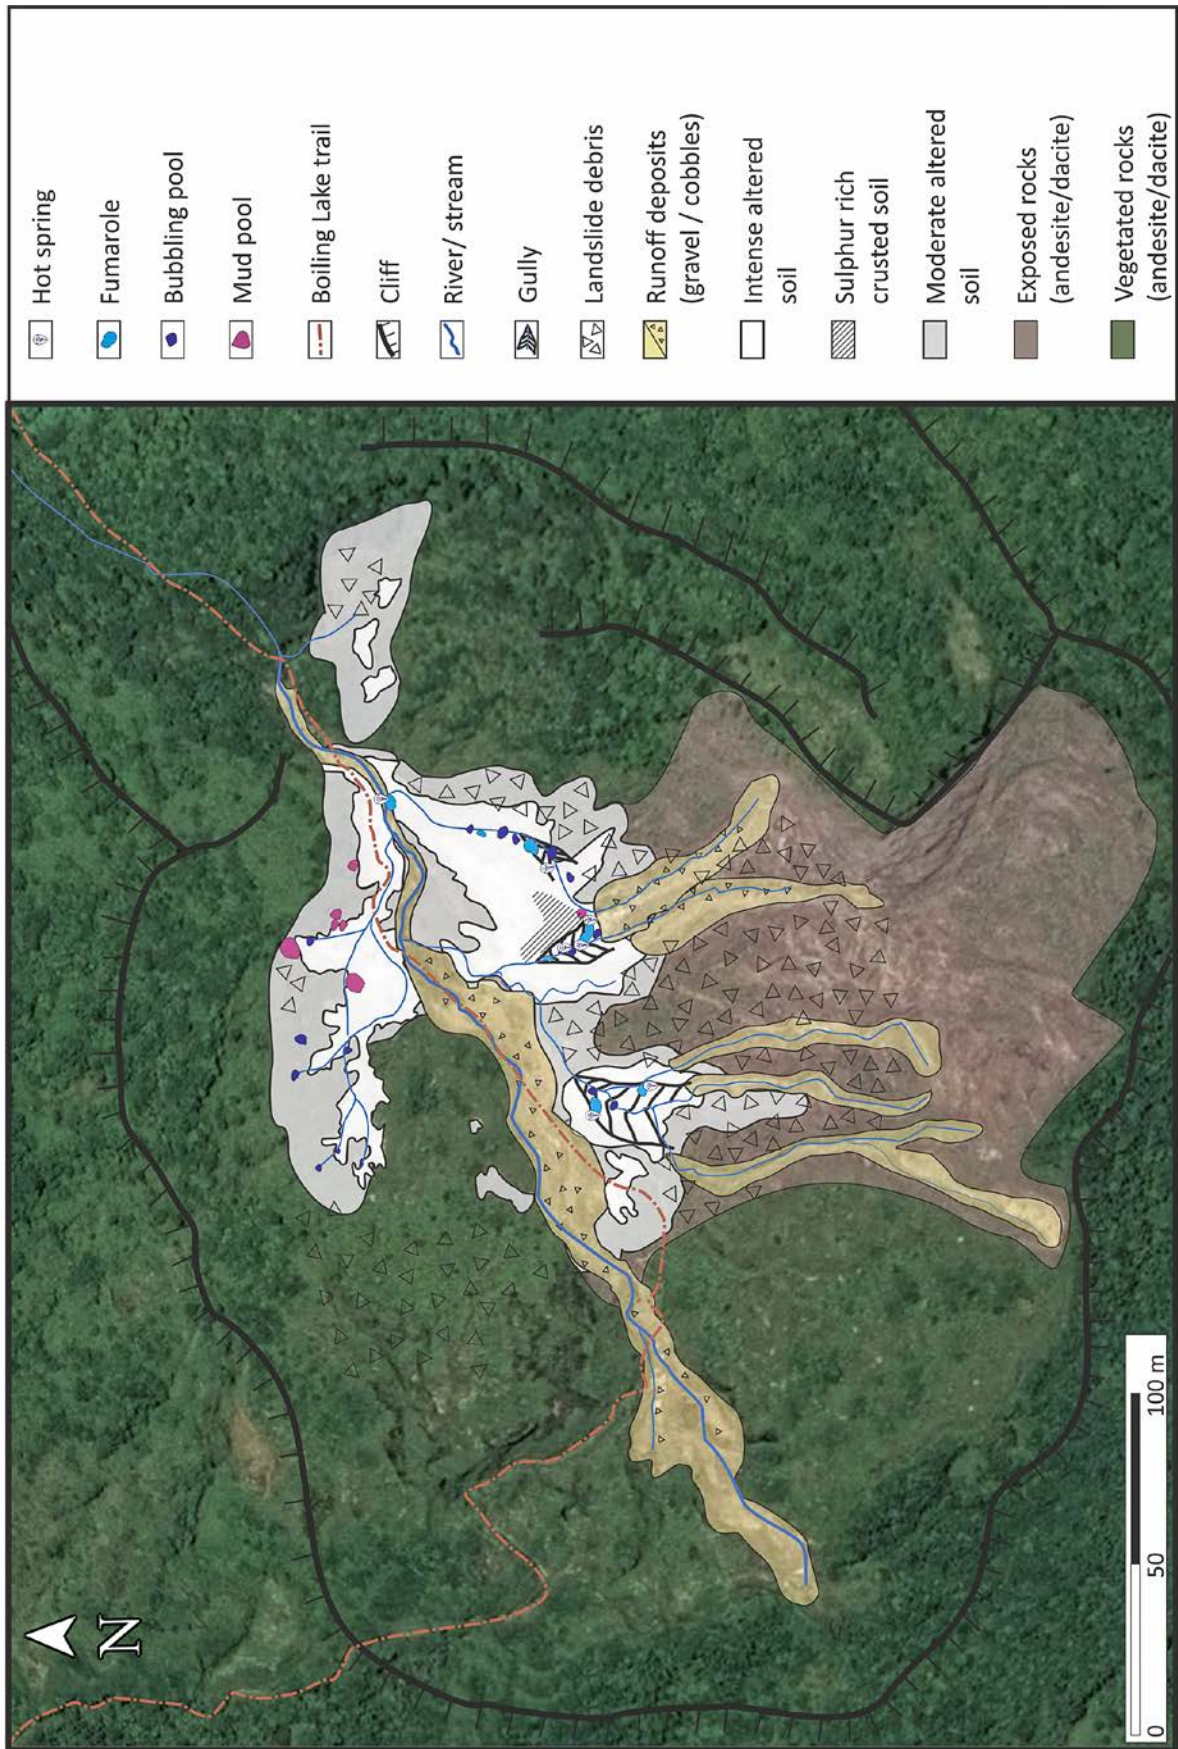 Hot spring
Fumarole
Bubbling pool
Mud pool
Boiling Lake trail
Cliff
River/ stream
Gully
Landslide debris
Runoff deposits
(gravel / cobbles)
Intense altered
soil
Sulphur rich
crusted soil
Moderate altered
soil
Exposed rocks
(andesite/dacite)
Vegetated rocks
(andesite/dacite)
N
0 50 100 m